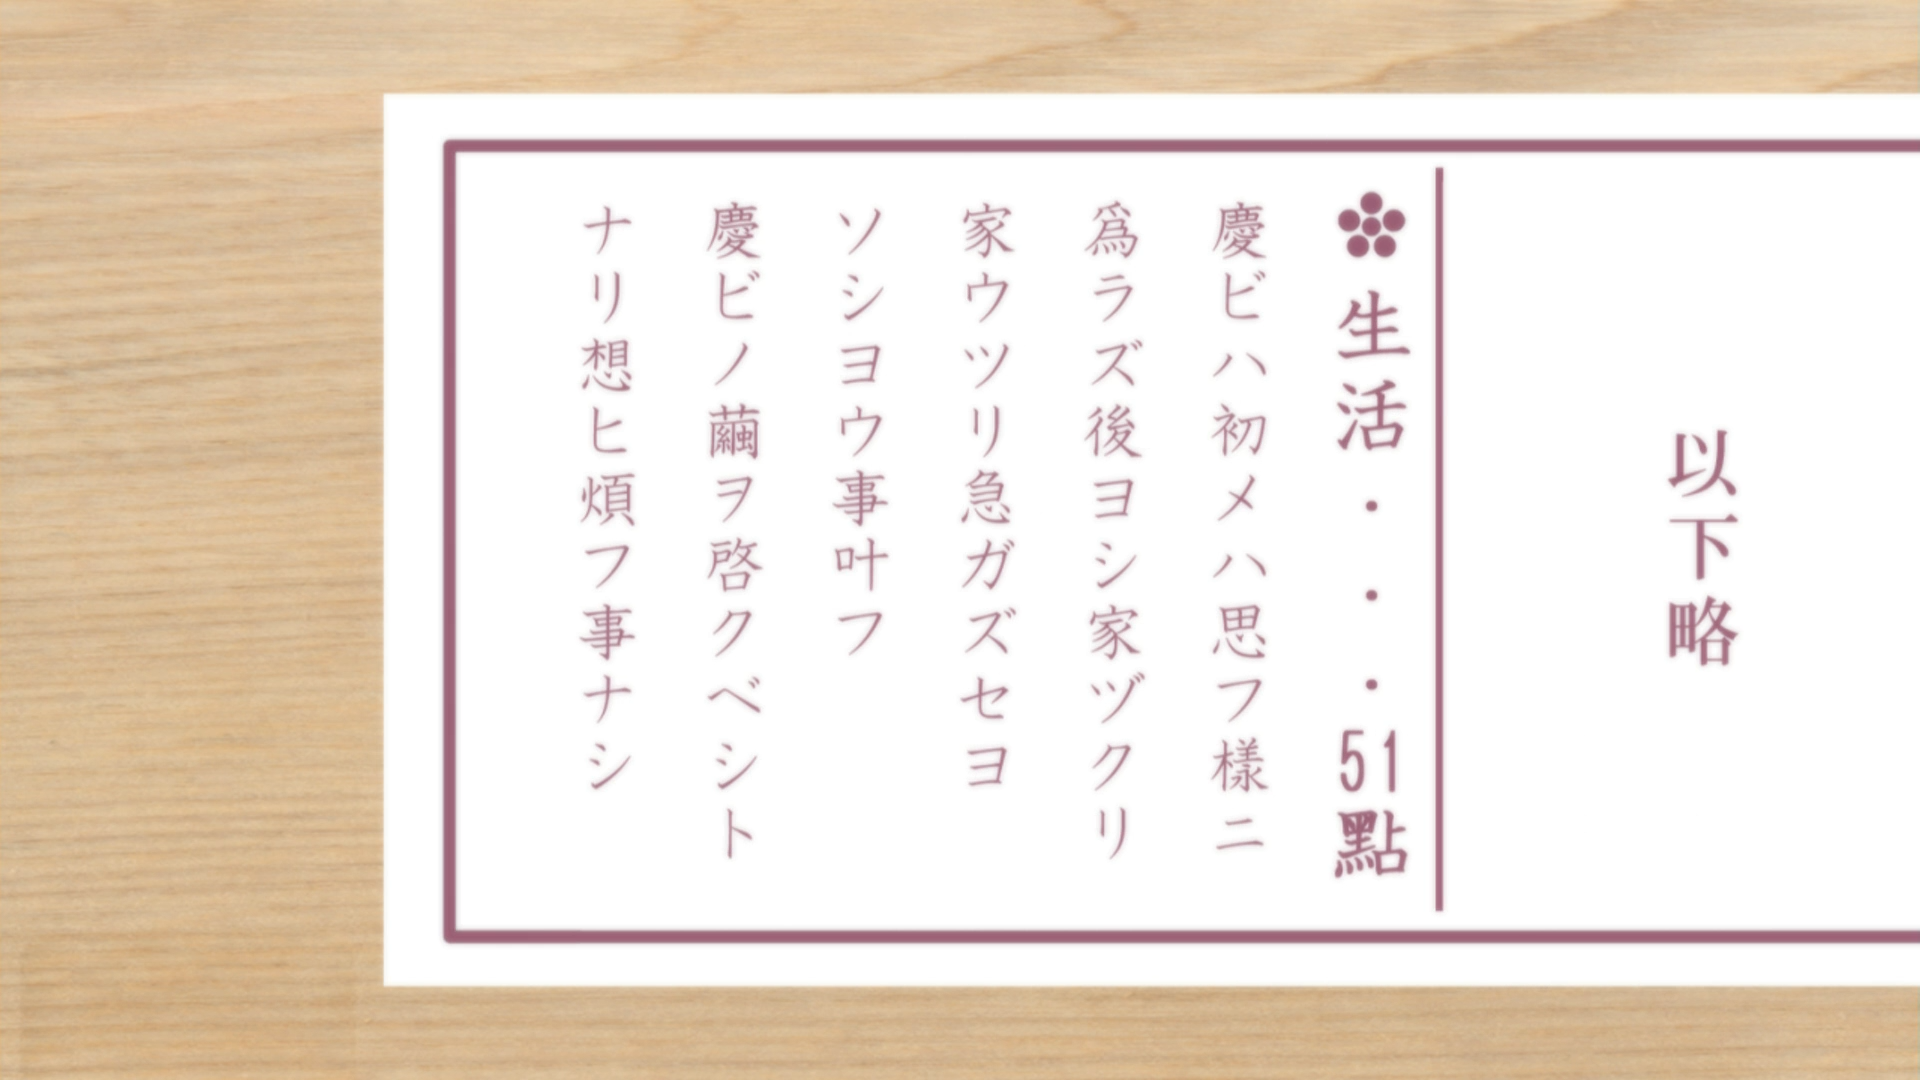 以下略
生活・・・51點
慶ビハ初メハ思フ様ニ
爲ラズ後ヨシ家ヅクリ
家ウツリ急ガズセヨ
ソシヨウ事叶フ
慶ビノ繭ヲ啓クベシト
ナリ想ヒ煩フ事ナシ